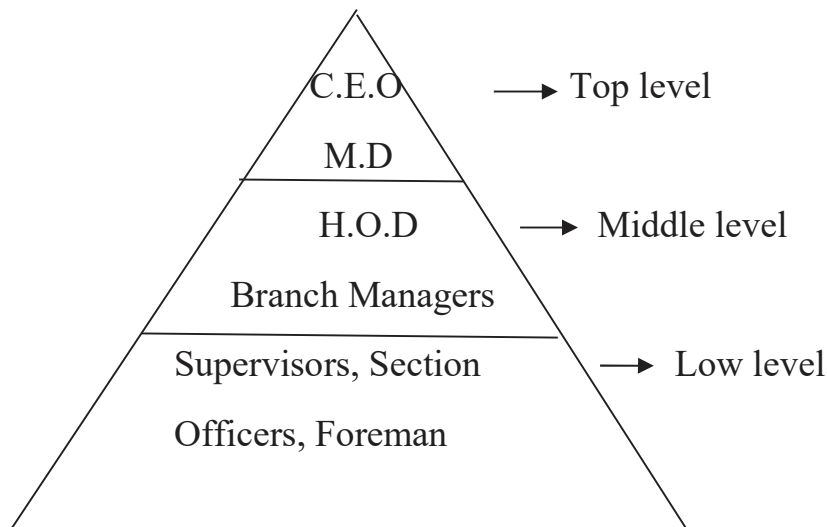 C.E.O
Top level
M.D
H.O.D
Middle level
Branch Managers
Supervisors, Section
Low level
Officers, Foreman